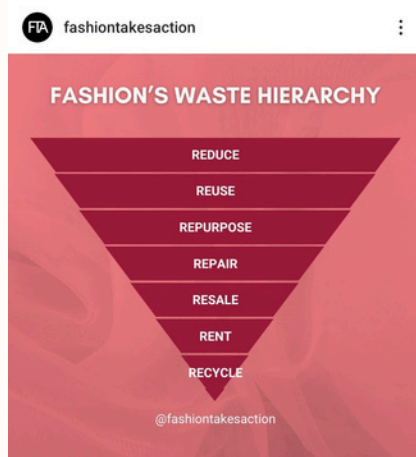 FTA fashiontakesaction
FASHION’S WASTE HIERARCHY
REDUCE
REUSE
REPURPOSE
REPAIR
RESALE
RENT
RECYCLE
@fashiontakesaction